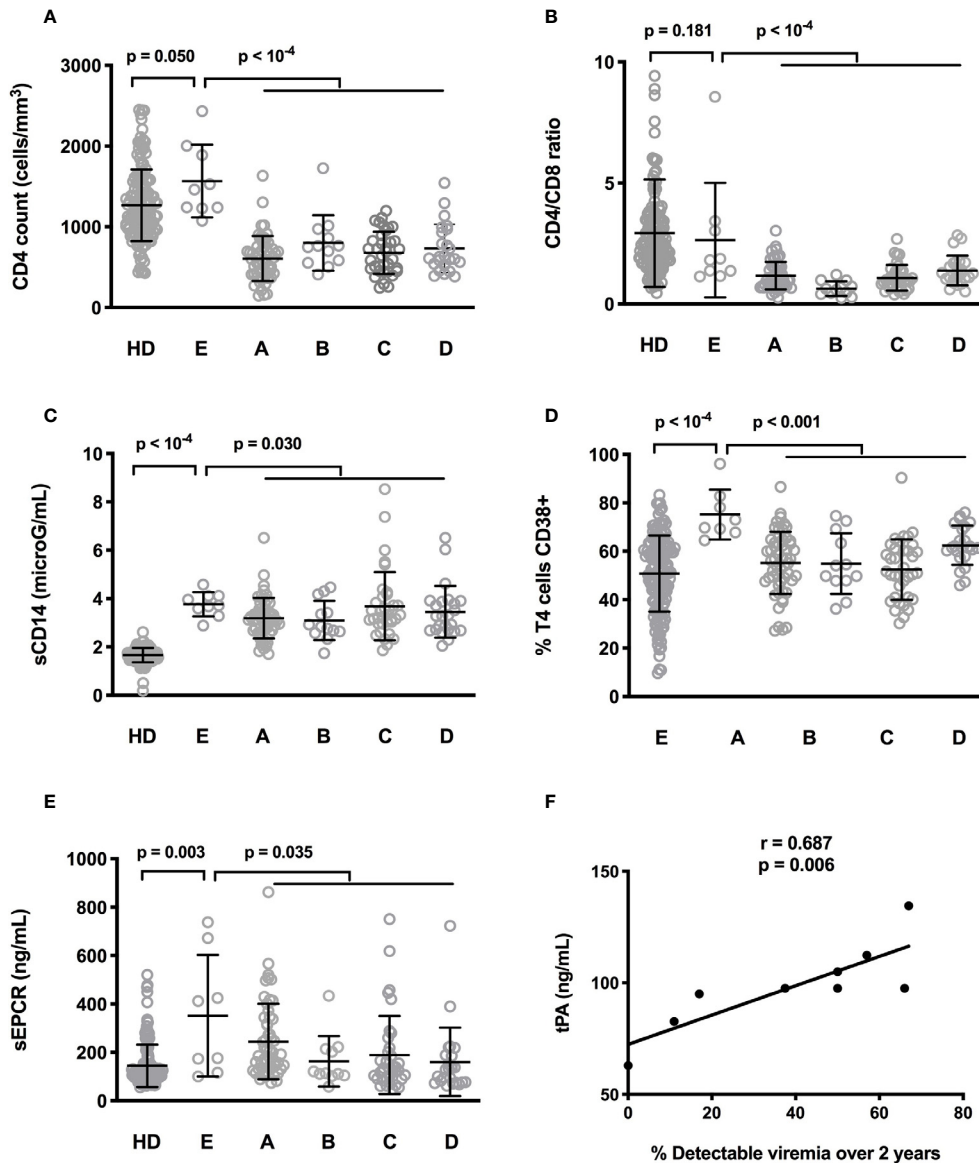 A
p = 0.050
p < 10-4
CD4 count (cells/mm3)
3000
2000
1000
0
HD E A B C D
B
p = 0.181
p < 10-4
CD4/CD8 ratio
10
5
0
HD E A B C D
C
p < 10-4
p = 0.030
sCD14 (microG/mL)
10
8
6
4
2
0
HD E A B C D
D
p < 10-4
p < 0.001
% T4 cells CD38+
100
80
60
40
20
0
E A B C D
E
p = 0.003
p = 0.035
sEPCR (ng/mL)
1000
800
600
400
200
0
HD E A B C D
F
r = 0.687
p = 0.006
tPA (ng/mL)
150
100
50
0 20 40 60 80
% Detectable viremia over 2 years